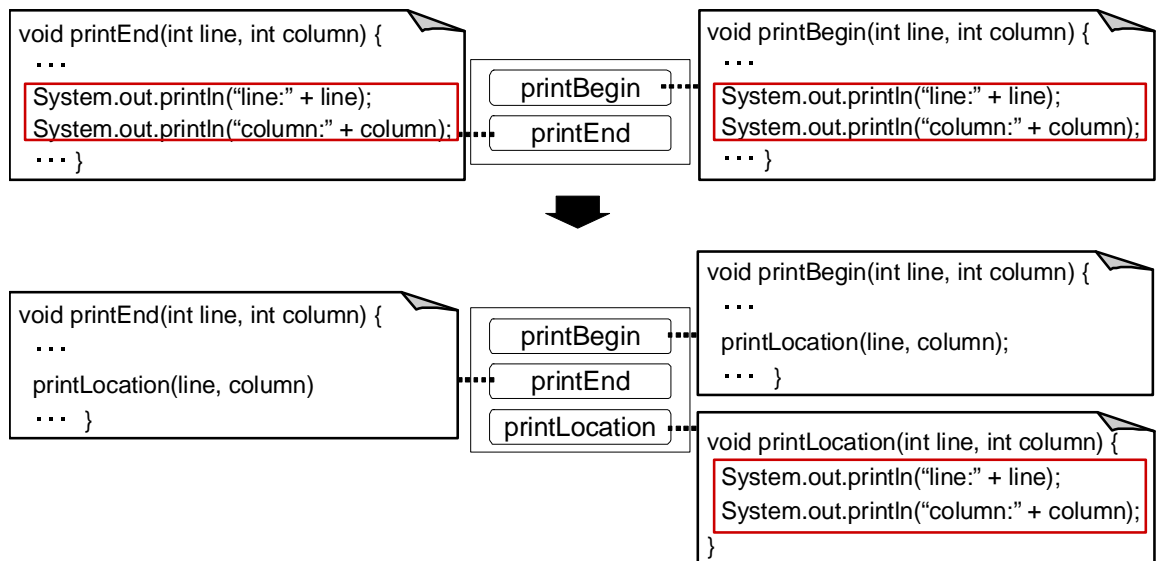 void printEnd(int line, int column) {
...
System.out.println(“line:” + line);
System.out.println(“column:” + column);
... }
printBegin
printEnd
void printBegin(int line, int column) {
...
System.out.println(“line:” + line);
System.out.println(“column:” + column);
... }
void printEnd(int line, int column) {
...
printLocation(line, column)
... }
printBegin
printEnd
printLocation
void printBegin(int line, int column) {
...
printLocation(line, column);
... }
void printLocation(int line, int column) {
System.out.println(“line:” + line);
System.out.println(“column:” + column);
}